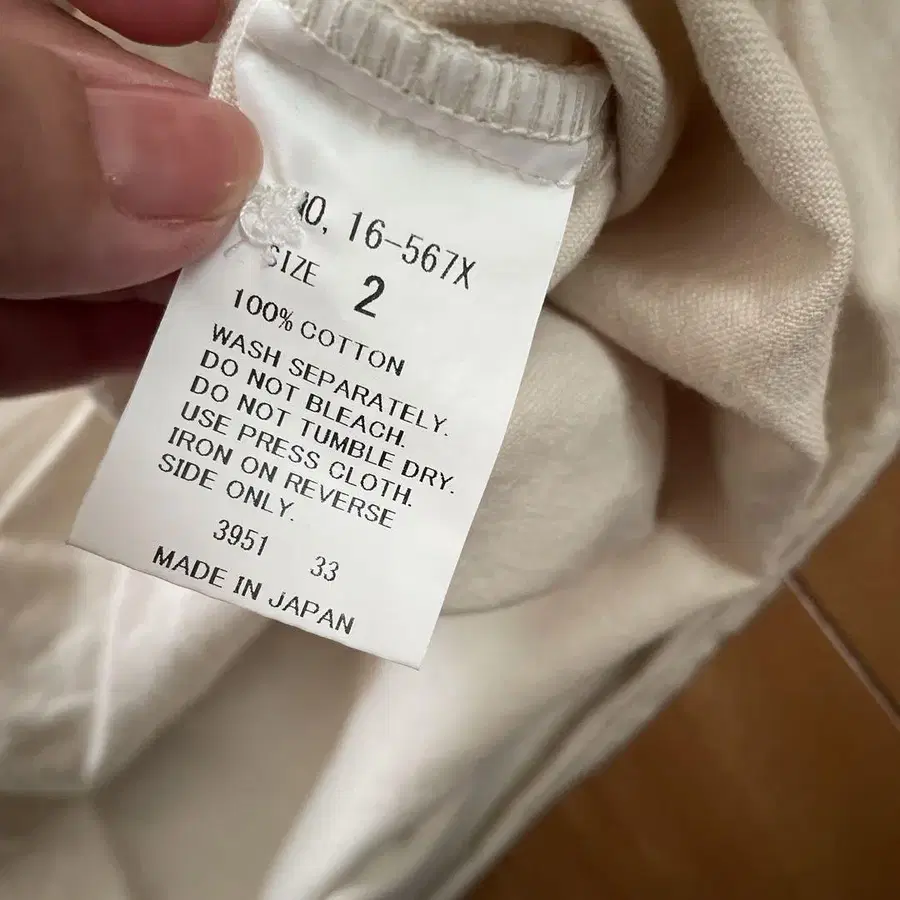 NO, 16-567X
SIZE 2
100% COTTON
WASH SEPARATELY.
DO NOT BLEACH.
DO NOT TUMBLE DRY.
USE PRESS CLOTH.
IRON ON REVERSE
SIDE ONLY.
3951 33
MADE IN JAPAN